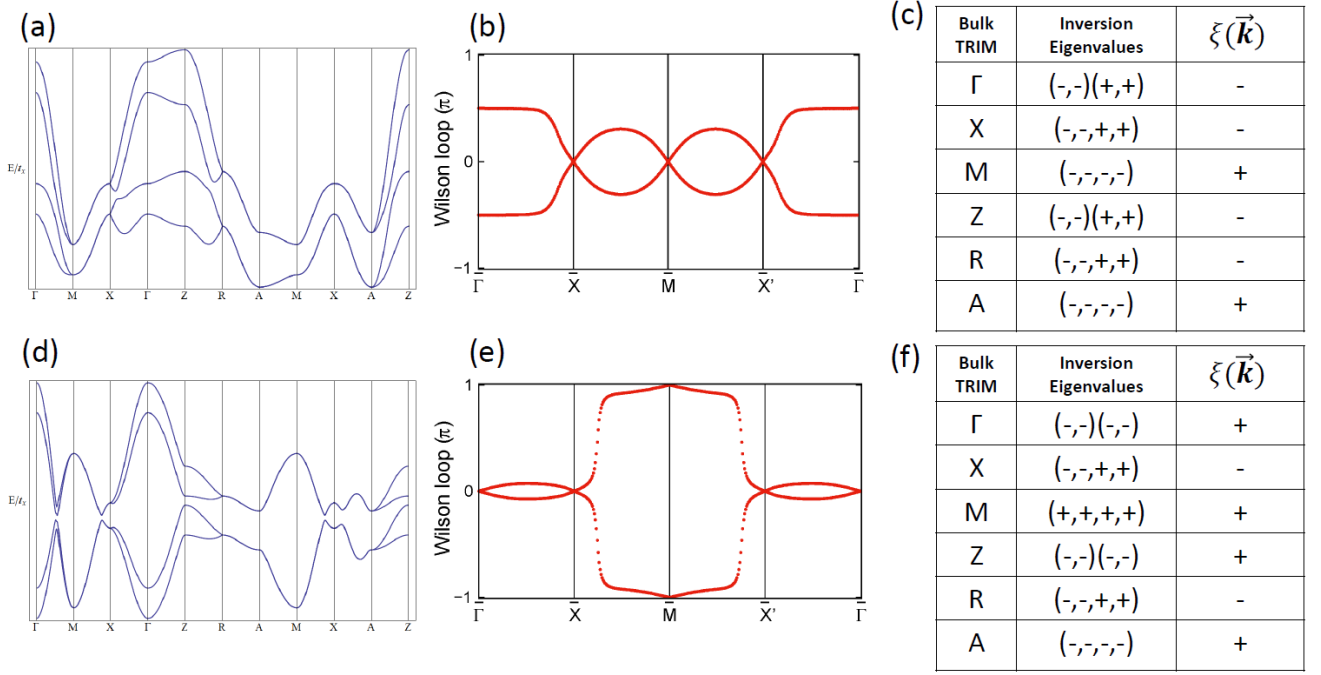 (a)
E/tₓ
Γ M X Γ Z R A M X A Z
(b)
Wilson loop (π)
1
0
−1
Γ̄ X̄ M̄ X̄' Γ̄
(c)
Bulk TRIM Inversion Eigenvalues ξ(k⃗)
Γ (-,-)(+,+) -
X (-,-,+,+) -
M (-,-,-,-) +
Z (-,-)(+,+) -
R (-,-,+,+) -
A (-,-,-,-) +
(d)
E/tₓ
Γ M X Γ Z R A M X A Z
(e)
Wilson loop (π)
1
0
−1
Γ̄ X̄ M̄ X̄' Γ̄
(f)
Bulk TRIM Inversion Eigenvalues ξ(k⃗)
Γ (-,-)(-,-) +
X (-,-,+,+) -
M (+,+,+,+) +
Z (-,-)(-,-) +
R (-,-,+,+) -
A (-,-,-,-) +